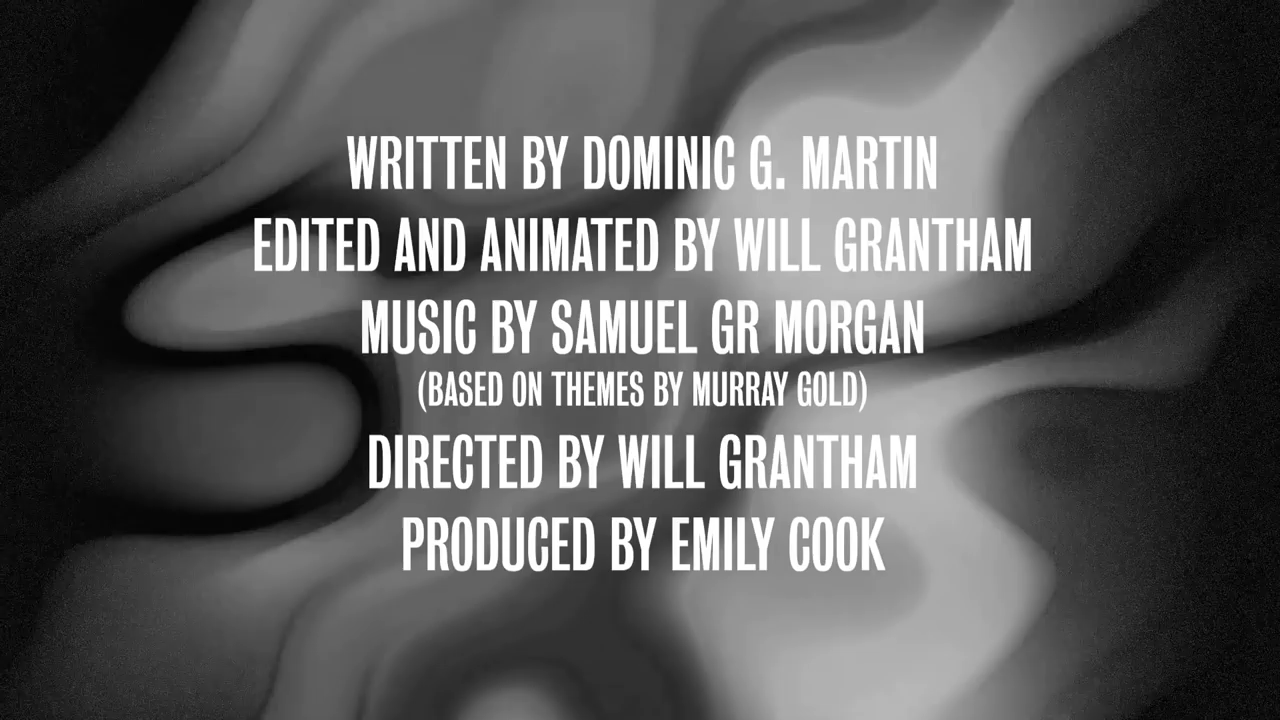 WRITTEN BY DOMINIC G. MARTIN
EDITED AND ANIMATED BY WILL GRANTHAM
MUSIC BY SAMUEL GR MORGAN
(BASED ON THEMES BY MURRAY GOLD)
DIRECTED BY WILL GRANTHAM
PRODUCED BY EMILY COOK